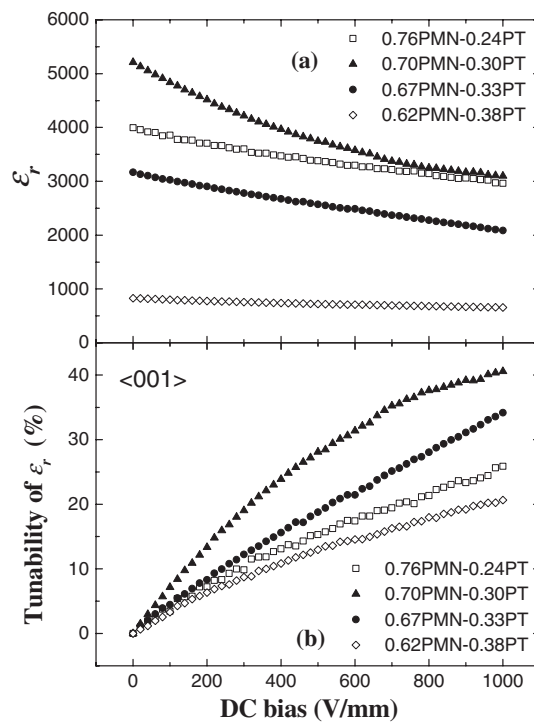 6000
5000
4000
3000
2000
1000
0
εr
(a)
0.76PMN-0.24PT
0.70PMN-0.30PT
0.67PMN-0.33PT
0.62PMN-0.38PT
<001>
40
30
20
10
0
Tunability of εr ((%)
0.76PMN-0.24PT
0.70PMN-0.30PT
0.67PMN-0.33PT
0.62PMN-0.38PT
(b)
0 200 400 600 800 1000
DC bias (V/mm)